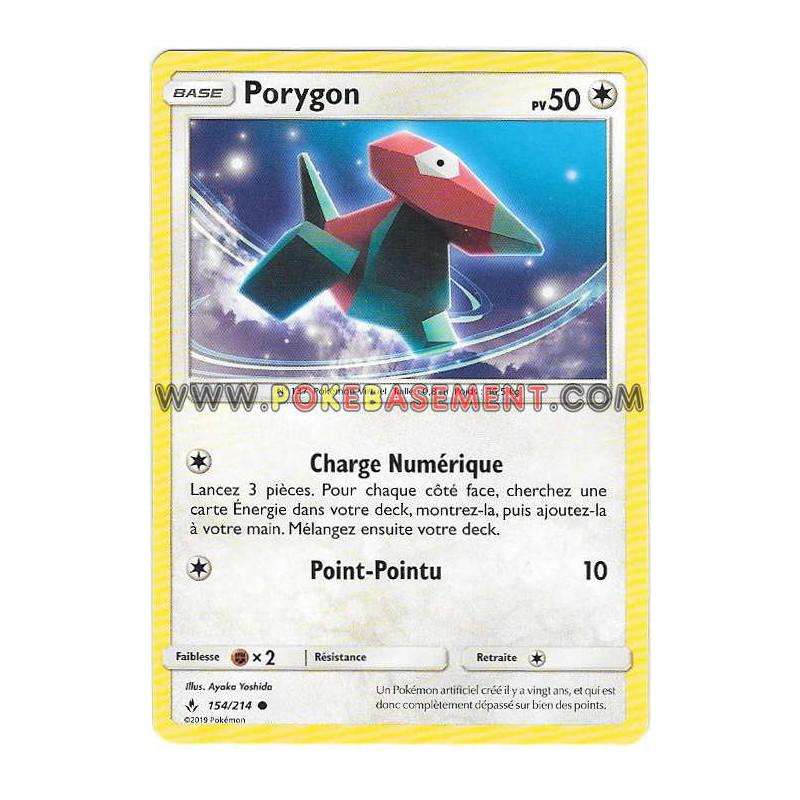 BASE
Porygon
PV 50
WWW.POKEBASEMENT.COM
Charge Numérique
Lancez 3 pièces. Pour chaque côté face, cherchez une
carte Énergie dans votre deck, montrez-la, puis ajoutez-la
à votre main. Mélangez ensuite votre deck.
Point-Pointu 10
Faiblesse × 2 Résistance Retraite
Illus. Ayaka Yoshida
Un Pokémon artificiel créé il y a vingt ans, et qui est
donc complètement dépassé sur bien des points.
154/214
©2019 Pokémon